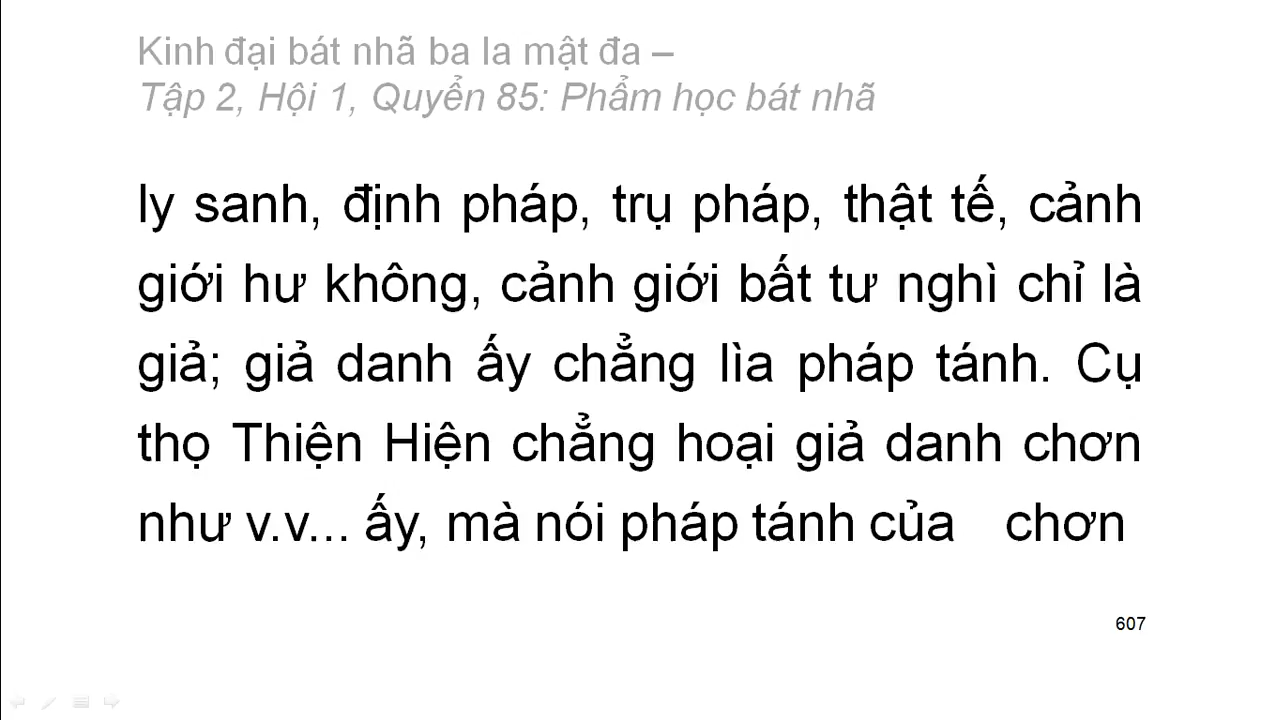 Kinh đại bát nhã ba la mật đa –
Tập 2, Hội 1, Quyển 85: Phẩm học bát nhã
ly sanh, định pháp, trụ pháp, thật tế, cảnh
giới hư không, cảnh giới bất tư nghì chỉ là
giả; giả danh ấy chẳng lìa pháp tánh. Cụ
thọ Thiện Hiện chẳng hoại giả danh chơn
như v.v... ấy, mà nói pháp tánh của chơn
607